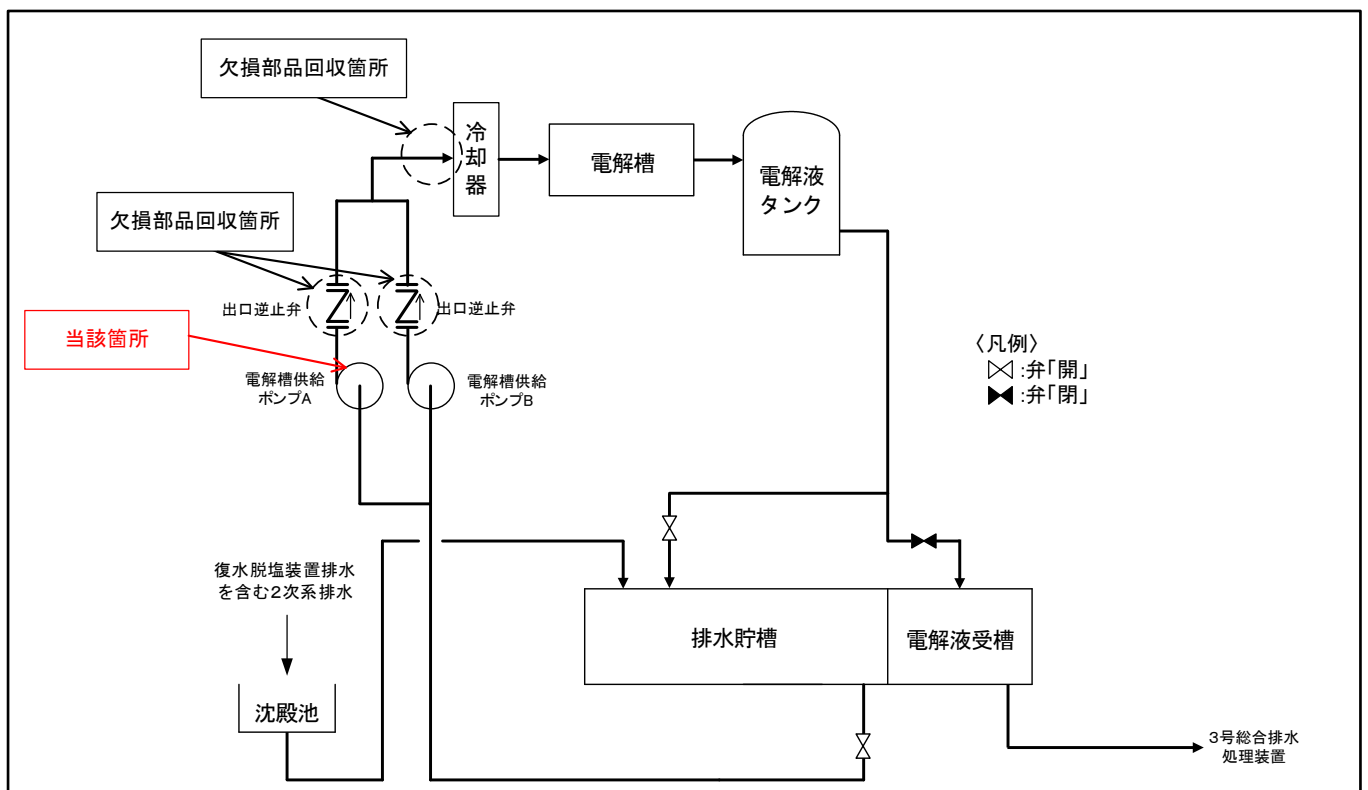 欠損部品回収箇所
冷
却
器
電解槽
電解液
タンク
欠損部品回収箇所
出口逆止弁
出口逆止弁
当該箇所
電解槽供給
ポンプA
電解槽供給
ポンプB
〈凡例〉
:弁「開」
:弁「閉」
復水脱塩装置排水
を含む2次系排水
排水貯槽
電解液受槽
沈殿池
3号総合排水
処理装置